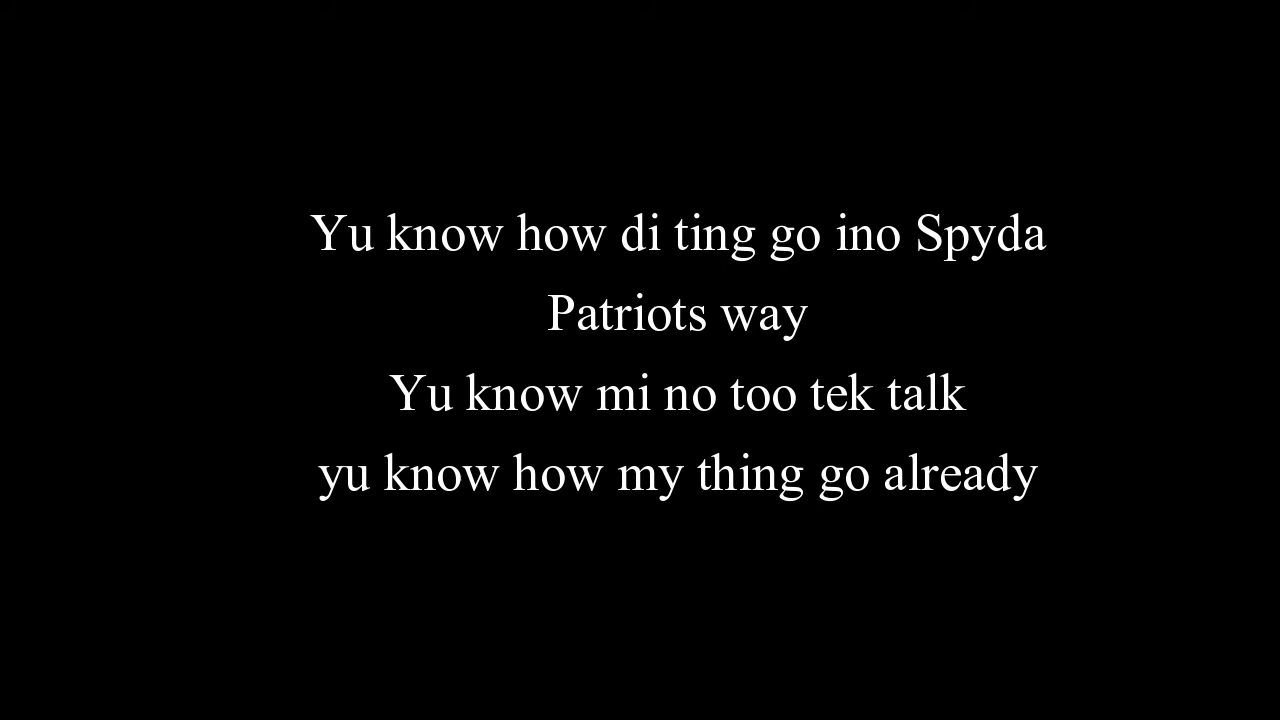 Yu know how di ting go ino Spyda
Patriots way
Yu know mi no too tek talk
yu know how my thing go already